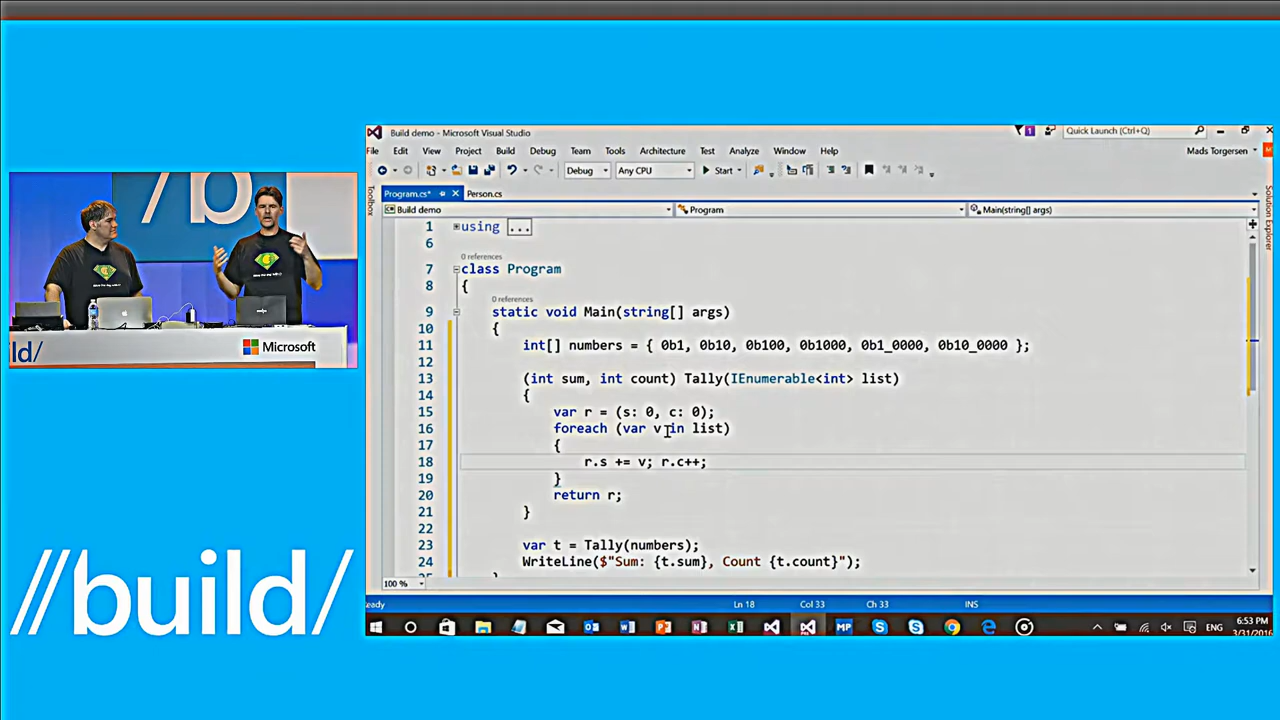 /b
ld/
Microsoft
//build/
Build demo - Microsoft Visual Studio
1
Quick Launch (Ctrl+Q)
File Edit View Project Build Debug Team Tools Architecture Test Analyze Window Help
Mads Torgersen
Debug Any CPU Start
Toolbox
Program.cs* Person.cs
Build demo Program Main(string[] args)
Solution Explorer
1 using ...
6
0 references
7 class Program
8 {
0 references
9 static void Main(string[] args)
10 {
11 int[] numbers = { 0b1, 0b10, 0b100, 0b1000, 0b1_0000, 0b10_0000 };
12
13 (int sum, int count) Tally(IEnumerable<int> list)
14 {
15 var r = (s: 0, c: 0);
16 foreach (var v in list)
17 {
18 r.s += v; r.c++;
19 }
20 return r;
21 }
22
23 var t = Tally(numbers);
24 WriteLine($"Sum: {t.sum}, Count {t.count}");
100 %
eady Ln 18 Col 33 Ch 33 INS
ENG
6:53 PM
3/31/2016